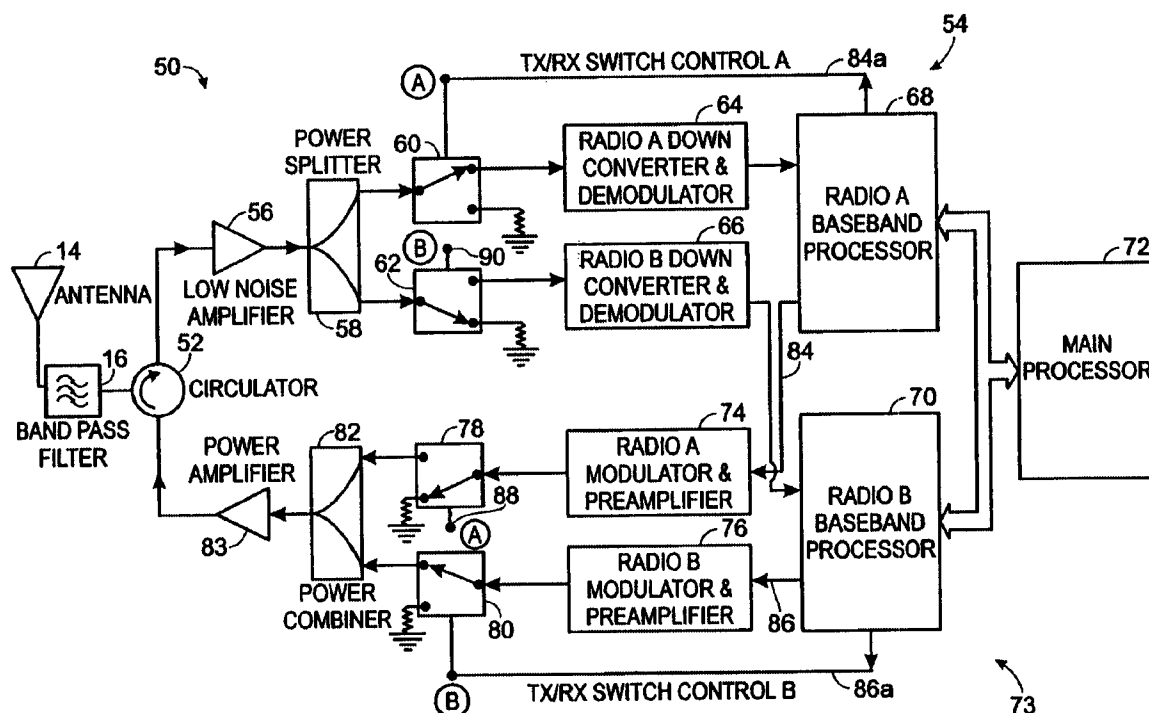 50
54
TX/RX SWITCH CONTROL A
84a
A
68
64
POWER
SPLITTER
60
RADIO A DOWN
CONVERTER &
DEMODULATOR
RADIO A
BASEBAND
PROCESSOR
56
66
B
90
62
RADIO B DOWN
CONVERTER &
DEMODULATOR
72
14
ANTENNA
LOW NOISE
AMPLIFIER
58
MAIN
PROCESSOR
52
16
CIRCULATOR
84
70
BAND PASS
FILTER
POWER
AMPLIFIER
82
78
74
RADIO A
MODULATOR &
PREAMPLIFIER
88
A
83
76
RADIO B
BASEBAND
PROCESSOR
POWER
COMBINER
80
RADIO B
MODULATOR &
PREAMPLIFIER
86
B
TX/RX SWITCH CONTROL B
86a
73